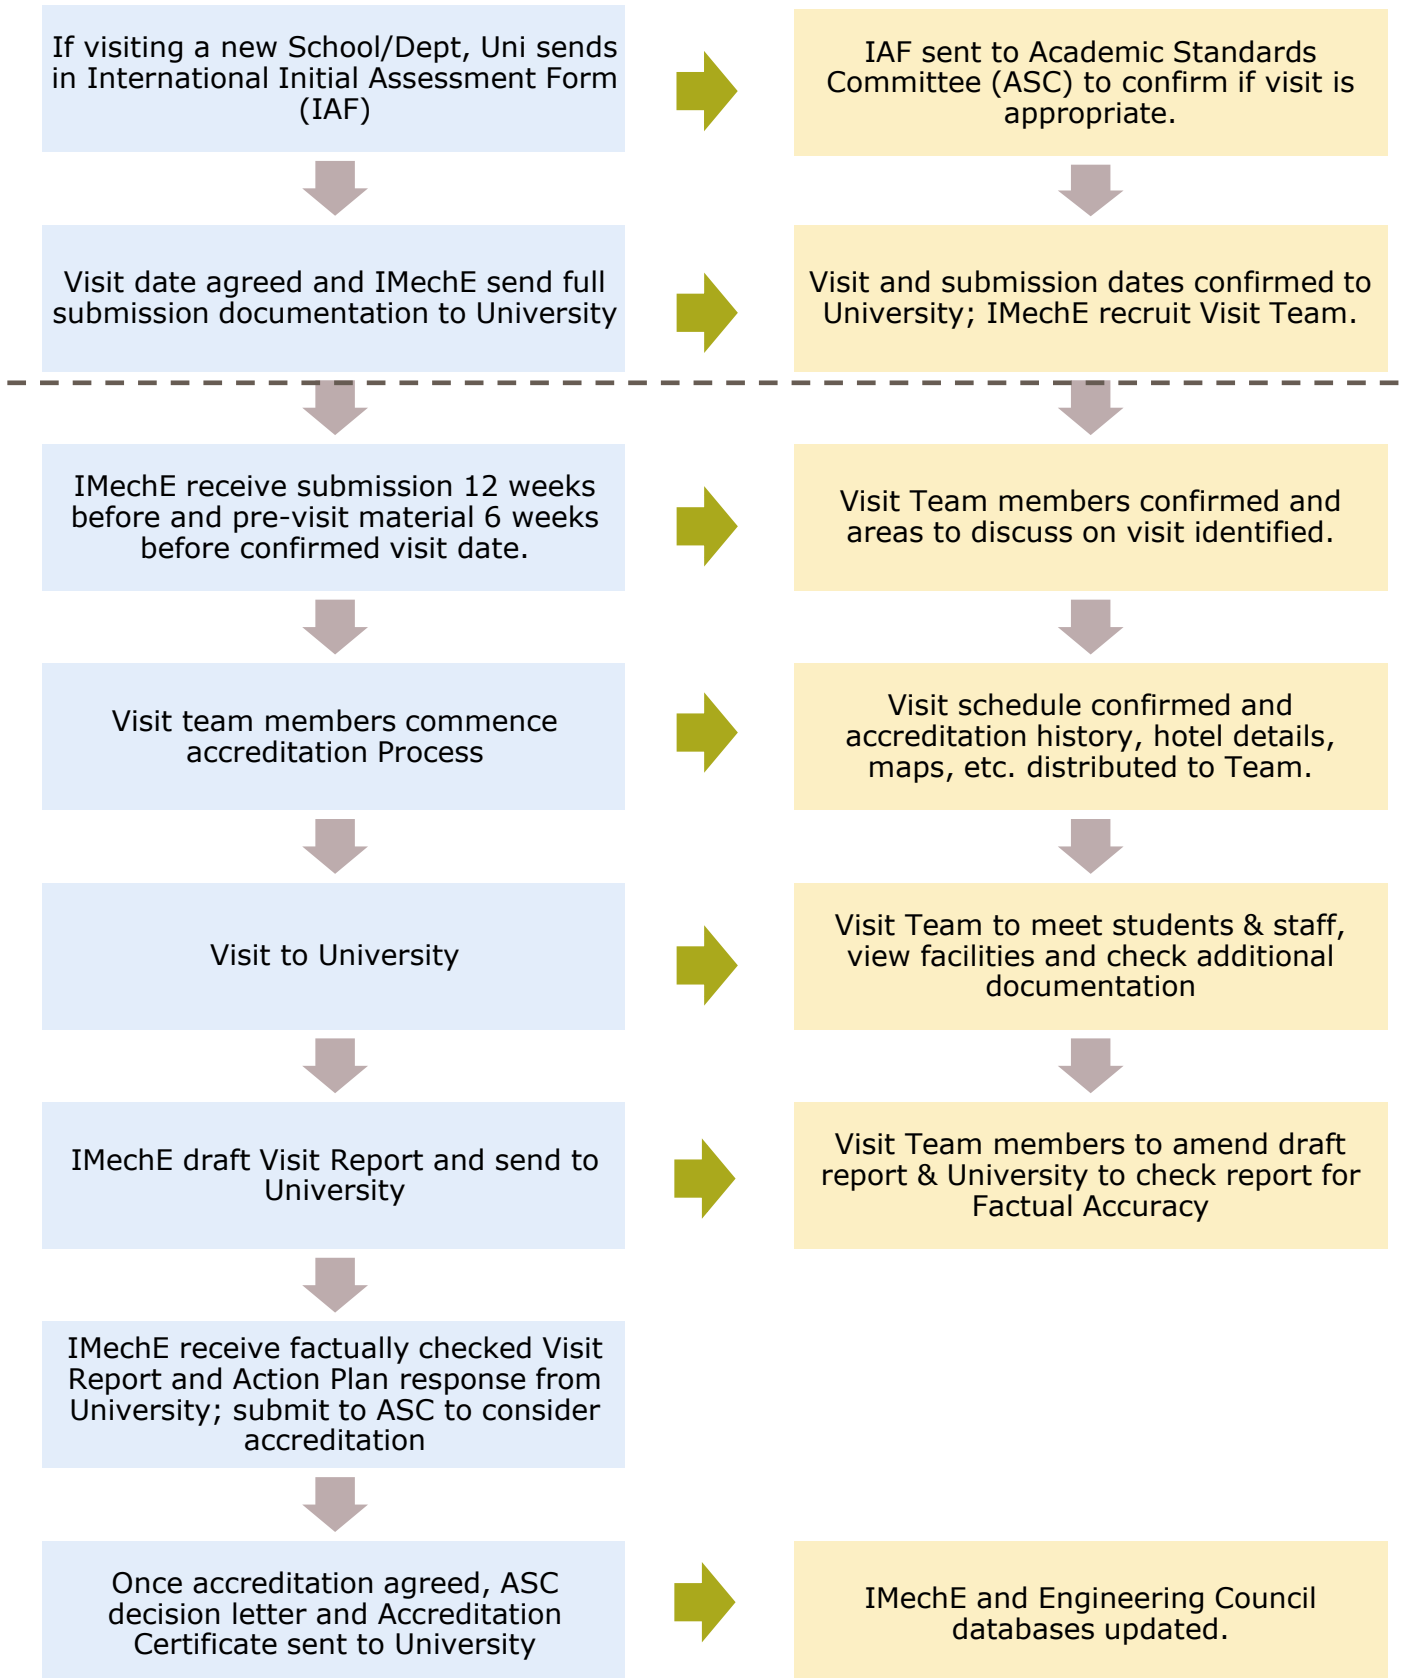 If visiting a new School/Dept, Uni sends
in International Initial Assessment Form
(IAF)
IAF sent to Academic Standards
Committee (ASC) to confirm if visit is
appropriate.
Visit date agreed and IMechE send full
submission documentation to University
Visit and submission dates confirmed to
University; IMechE recruit Visit Team.
IMechE receive submission 12 weeks
before and pre-visit material 6 weeks
before confirmed visit date.
Visit Team members confirmed and
areas to discuss on visit identified.
Visit team members commence
accreditation Process
Visit schedule confirmed and
accreditation history, hotel details,
maps, etc. distributed to Team.
Visit to University
Visit Team to meet students & staff,
view facilities and check additional
documentation
IMechE draft Visit Report and send to
University
Visit Team members to amend draft
report & University to check report for
Factual Accuracy
IMechE receive factually checked Visit
Report and Action Plan response from
University; submit to ASC to consider
accreditation
Once accreditation agreed, ASC
decision letter and Accreditation
Certificate sent to University
IMechE and Engineering Council
databases updated.